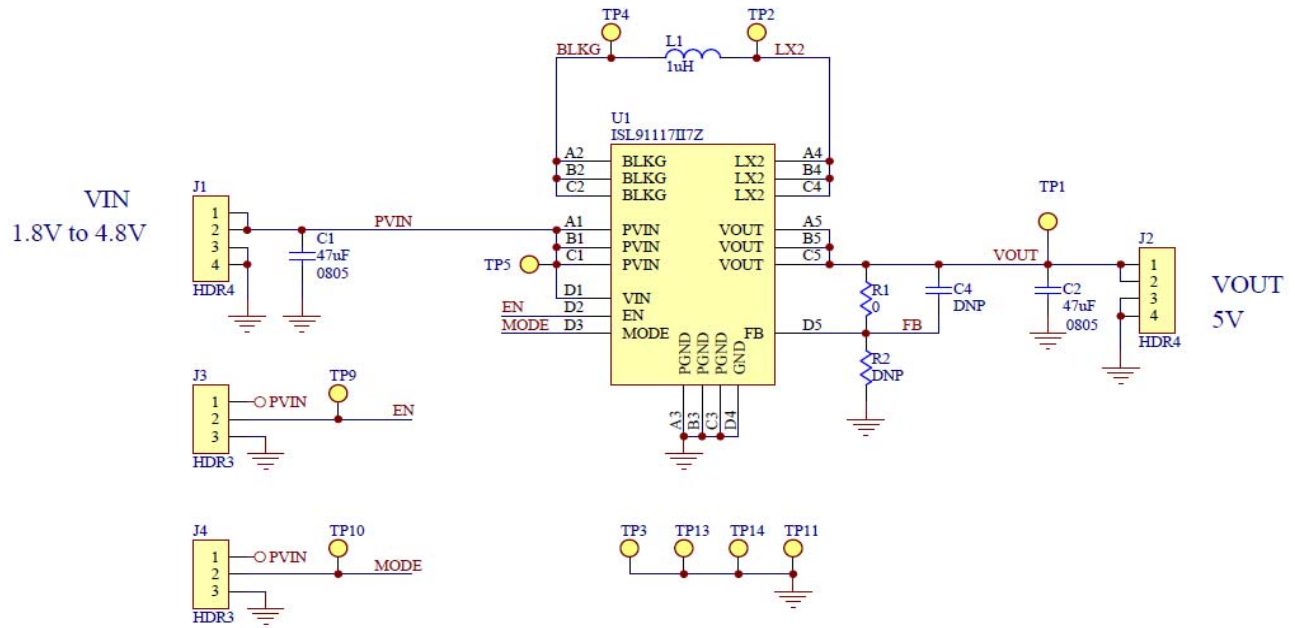 TP4
TP2
BLKG
L1
1uH
LX2
U1
ISL91117II7Z
A2 BLKG LX2 A4
B2 BLKG LX2 B4
C2 BLKG LX2 C4
A1 PVIN VOUT A5
B1 PVIN VOUT B5
C1 PVIN VOUT C5
D1 VIN
D2 EN
D3 MODE FB D5
PGND
PGND
PGND
GND
A3
B3
C3
D4
VIN
1.8V to 4.8V
J1
1
2
3
4
HDR4
PVIN
C1
47uF
0805
TP5
EN
MODE
R1
0
C4
DNP
FB
R2
DNP
VOUT
TP1
C2
47uF
0805
J2
1
2
3
4
HDR4
VOUT
5V
J3
1 PVIN
2
3
HDR3
TP9
EN
J4
1 PVIN
2
3
HDR3
TP10
MODE
TP3 TP13 TP14 TP11